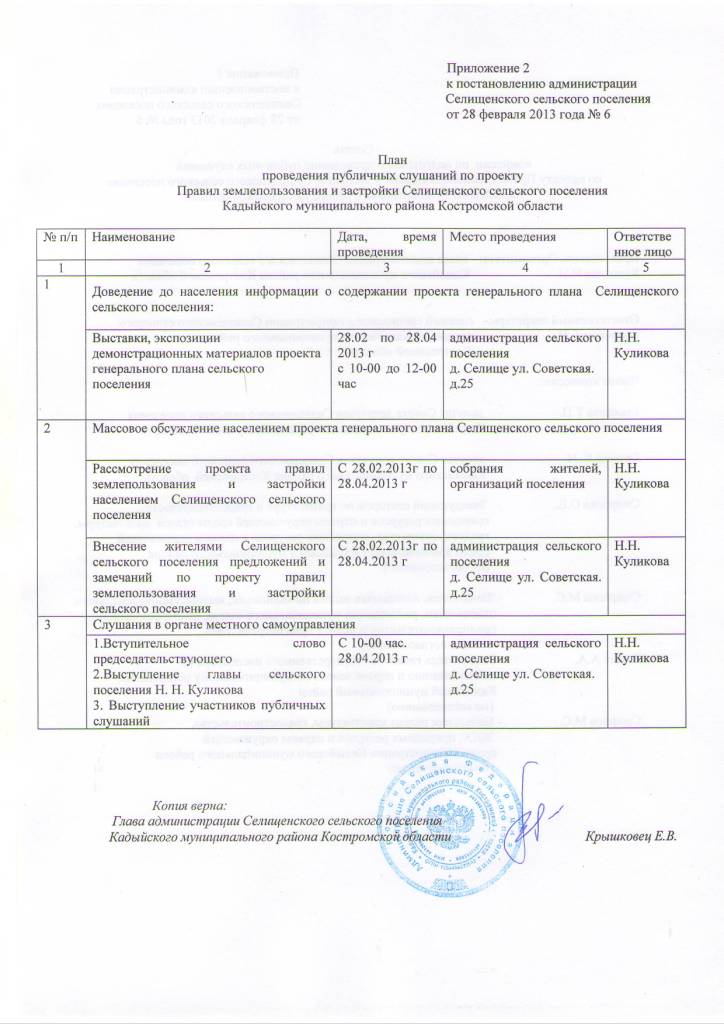 Приложение 2
к постановлению администрации
Селищенского сельского поселения
от 28 февраля 2013 года № 6
План
проведения публичных слушаний по проекту
Правил землепользования и застройки Селищенского сельского поселения
Кадыйского муниципального района Костромской области
№ п/п Наименование Дата, время Место проведения Ответстве
проведения нное лицо
1 2 3 4 5
1
Доведение до населения информации о содержании проекта генерального плана Селищенского
сельского поселения:
Выставки, экспозиции 28.02 по 28.04 администрация сельского Н.Н.
демонстрационных материалов проекта 2013 г поселения Куликова
генерального плана сельского с 10-00 до 12-00 д. Селище ул. Советская.
поселения час д.25
2 Массовое обсуждение населением проекта генерального плана Селищенского сельского поселения
Рассмотрение проекта правил С 28.02.2013г по собрания жителей, Н.Н.
землепользования и застройки 28.04.2013 г организаций поселения Куликова
населением Селищенского сельского
поселения
Внесение жителями Селищенского С 28.02.2013г по администрация сельского Н.Н.
сельского поселения предложений и 28.04.2013 г поселения Куликова
замечаний по проекту правил д. Селище ул. Советская.
землепользования и застройки д.25
сельского поселения
3 Слушания в органе местного самоуправления
1.Вступительное слово С 10-00 час. администрация сельского Н.Н.
председательствующего 28.04.2013 г поселения Куликова
2.Выступление главы сельского д. Селище ул. Советская.
поселения Н. Н. Куликова д.25
3. Выступление участников публичных
слушаний
Копия верна:
Глава администрации Селищенского сельского поселения
Кадыйского муниципального района Костромской области Крышковец Е.В.
Российская Федерация
Администрация Селищенского сельского поселения